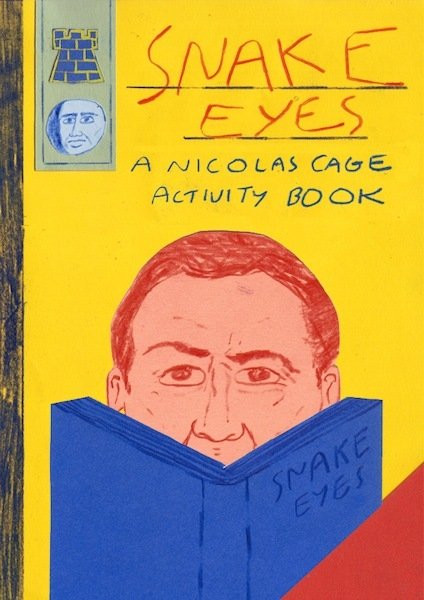 SNAKE
EYES
A NICOLAS CAGE
ACTIVITY BOOK
SNAKE
EYES